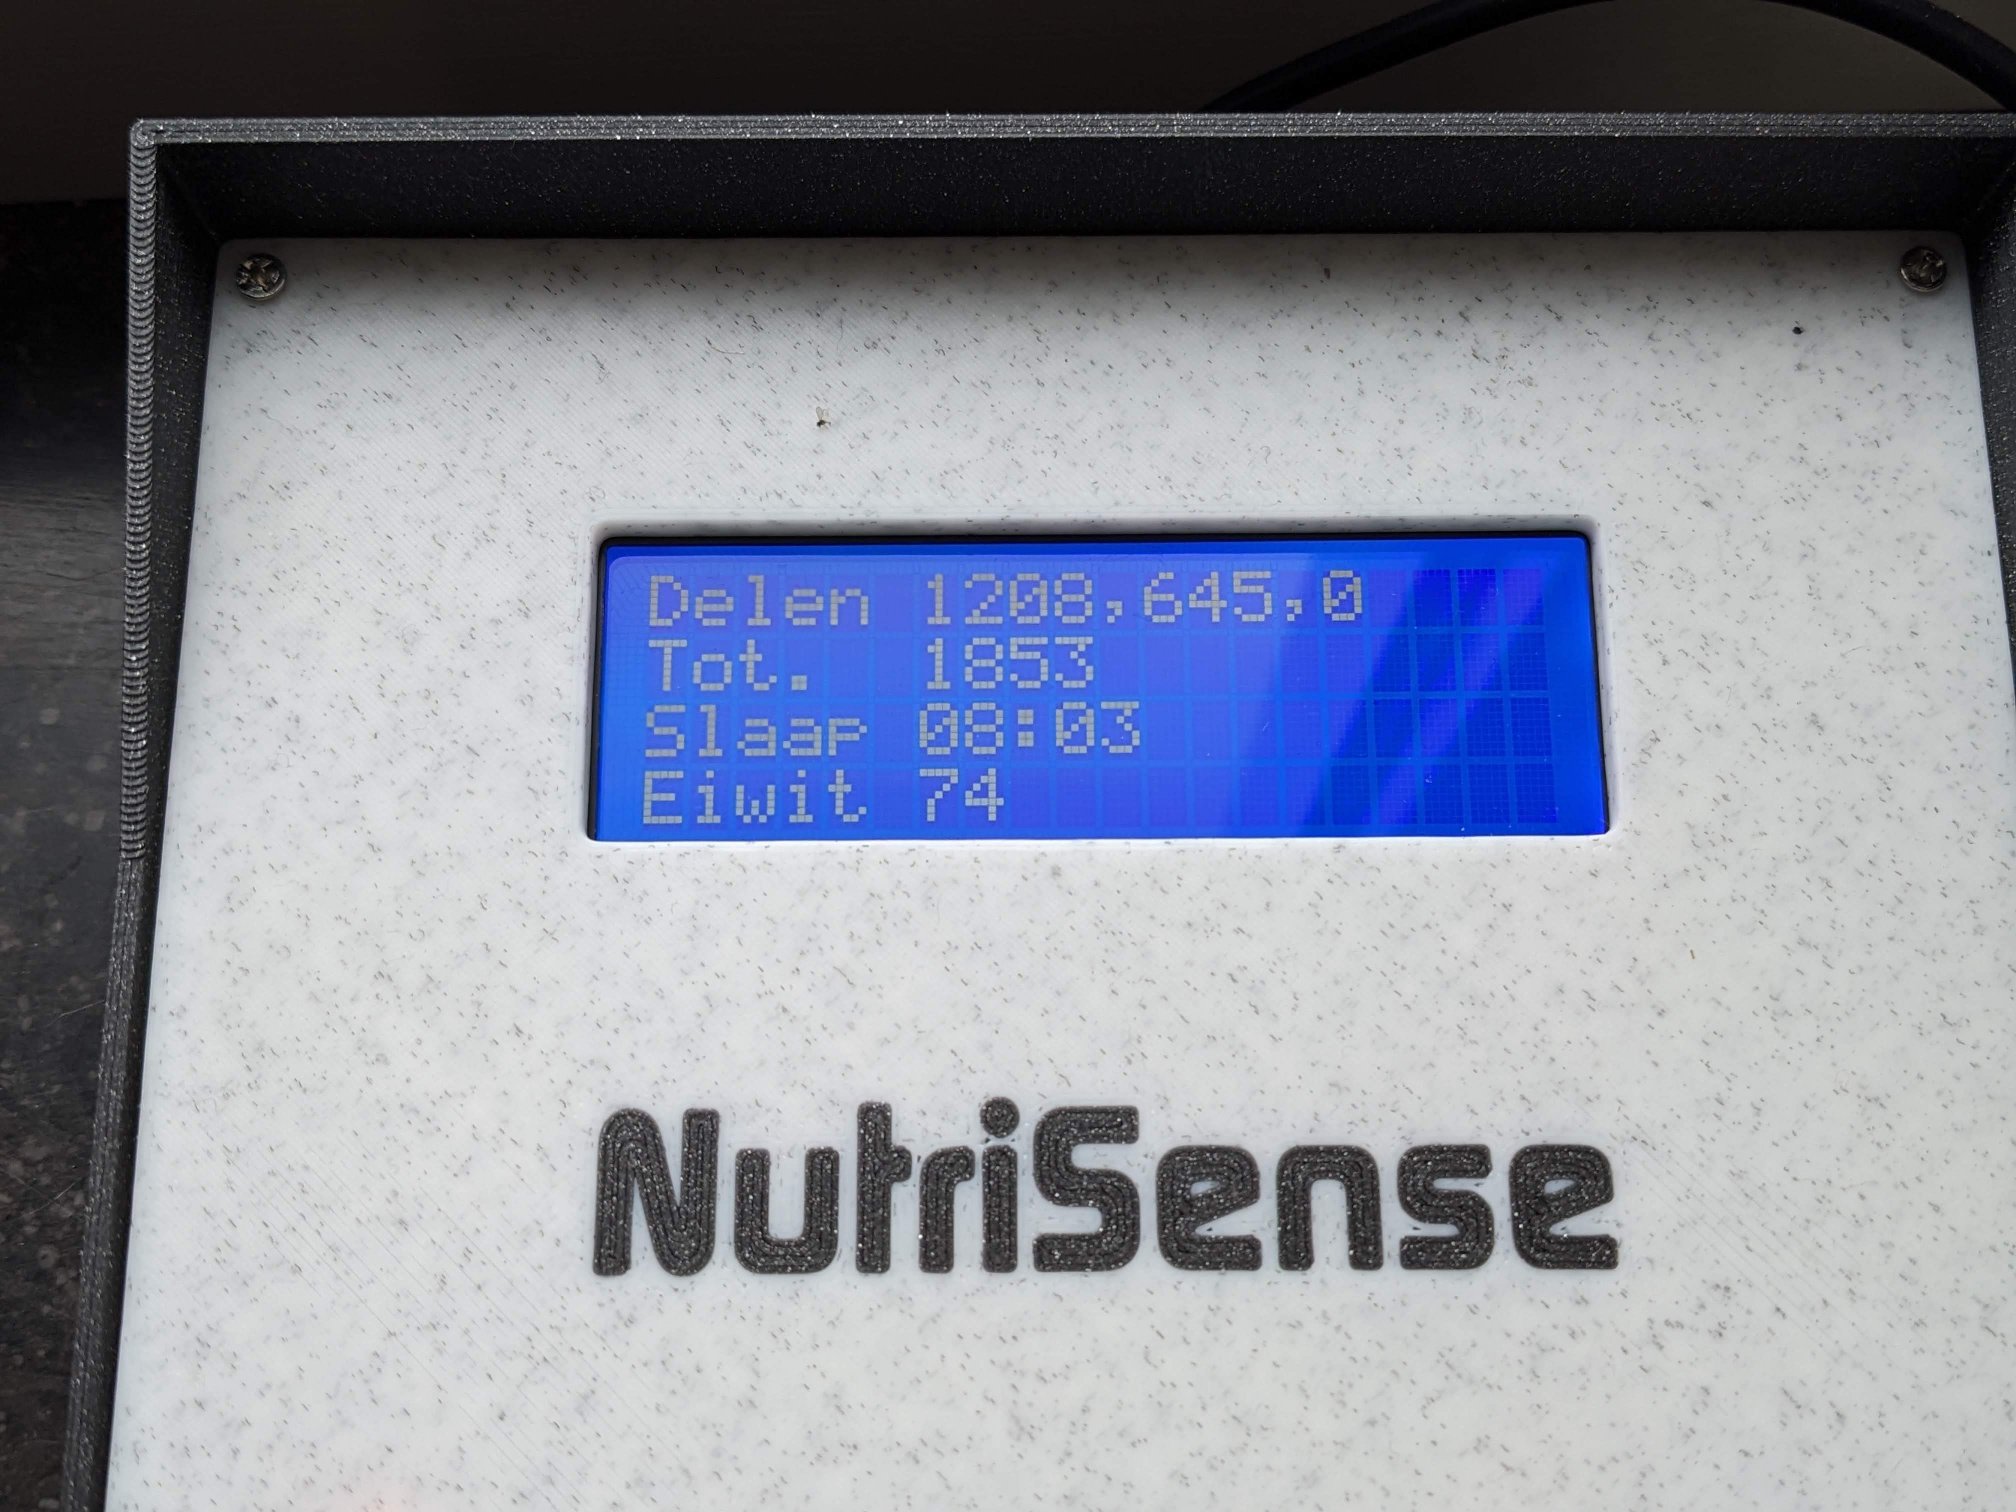 Delen 1208,645,0
Tot. 1853
Slaap 08:03
Eiwit 74
NutriSense